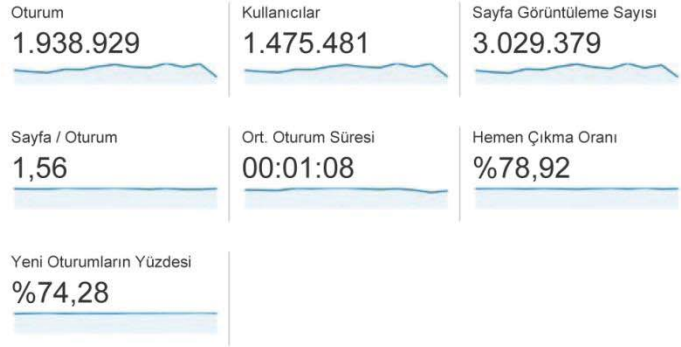 Oturum
1.938.929
Kullanıcılar
1.475.481
Sayfa Görüntüleme Sayısı
3.029.379
Sayfa / Oturum
1,56
Ort. Oturum Süresi
00:01:08
Hemen Çıkma Oranı
%78,92
Yeni Oturumların Yüzdesi
%74,28